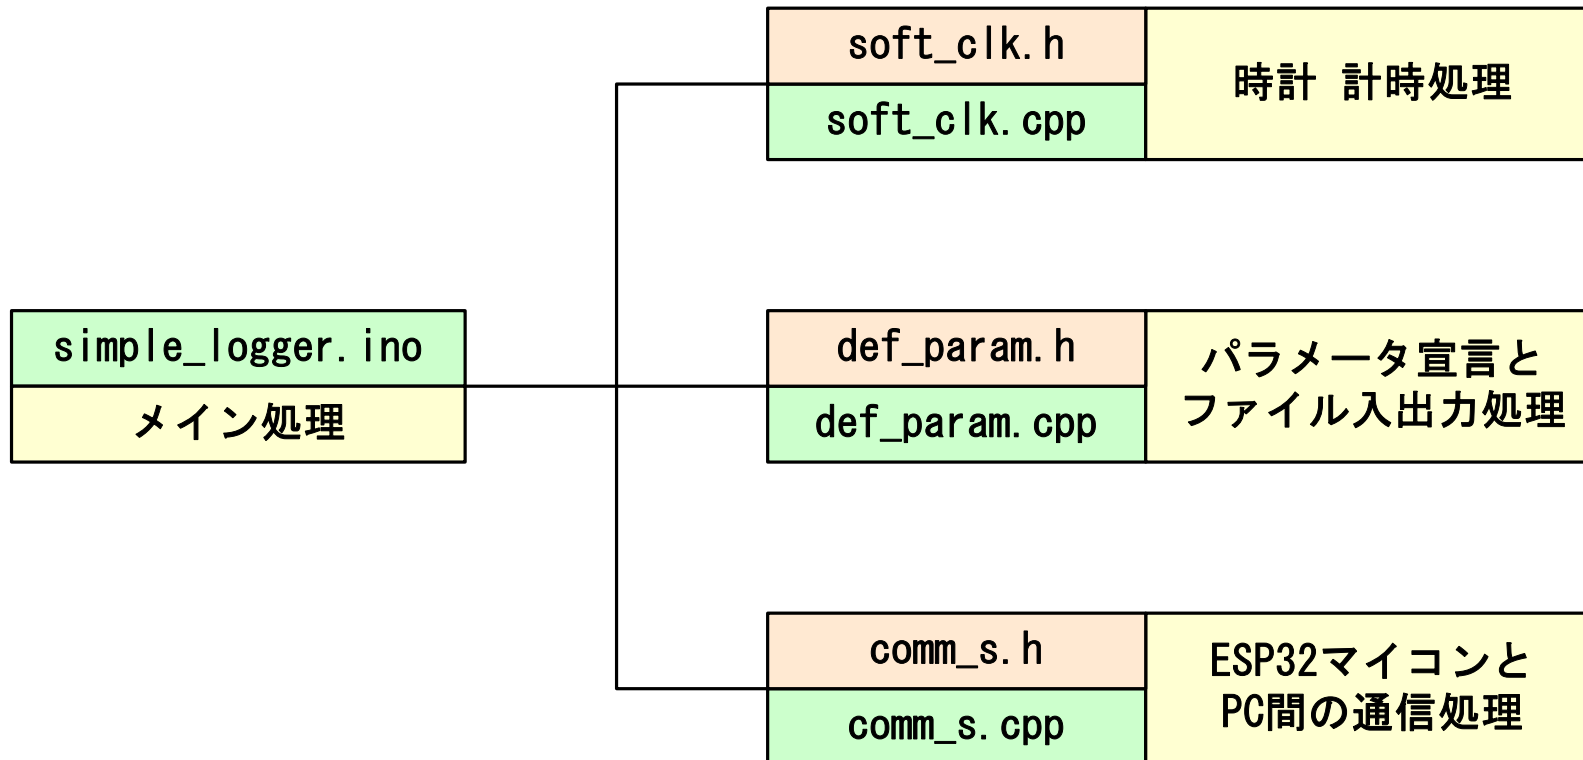 soft_clk.h
soft_clk.cpp
時計 計時処理
simple_logger.ino
メイン処理
def_param.h
def_param.cpp
パラメータ宣言と
ファイル入出力処理
comm_s.h
comm_s.cpp
ESP32マイコンと
PC間の通信処理